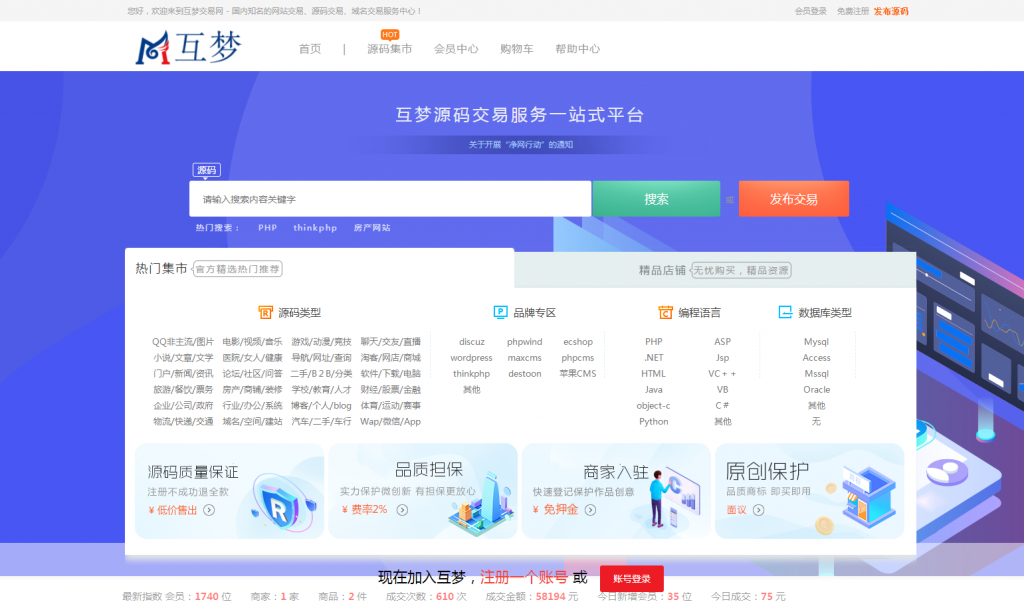 您好，欢迎来到互梦交易网 - 国内知名的网站交易、源码交易、域名交易服务中心！
会员登录 免费注册 发布源码
互梦
HOT
首页 | 源码集市 会员中心 购物车 帮助中心
互梦源码交易服务一站式平台
关于开展“净网行动”的通知
源码
请输入搜索内容关键字
搜索
发布交易
热门搜索： PHP thinkphp 房产网站
热门集市 官方精选热门推荐
精品店铺 无忧购买，精品资源
源码类型 品牌专区 编程语言 数据库类型
QQ非主流/图片 电影/视频/音乐 游戏/动漫/竞技 聊天/交友/直播 discuz phpwind ecshop PHP ASP Mysql
小说/文章/文学 医院/女人/健康 导航/网址/查询 淘客/网店/商城 wordpress maxcms phpcms .NET Jsp Access
门户/新闻/资讯 论坛/社区/问答 二手/B２B/分类 软件/下载/电脑 thinkphp destoon 苹果CMS HTML VC＋＋ Mssql
旅游/餐饮/票务 房产/商铺/装修 学校/教育/人才 财经/股票/金融 其他 Java VB Oracle
企业/公司/政府 行业/办公/系统 博客/个人/blog 体育/运动/赛事 object-c C＃ 其他
物流/快递/交通 域名/空间/建站 汽车/二手/车行 Wap/微信/App Python 其他 无
源码质量保证
注册不成功退全款
¥ 低价售出
品质担保
实力保护微创新 有担保更放心
¥ 费率2%
商家入驻
快速登记保护作品创意
¥ 免押金
原创保护
品质商标 即买即用
面议
现在加入互梦，注册一个账号 或 账号登录
最新指数 会员：1740 位 商家：1 家 商品：2 件 成交次数：610 次 成交金额：58194 元 今日新增会员：35 位 今日成交：75 元